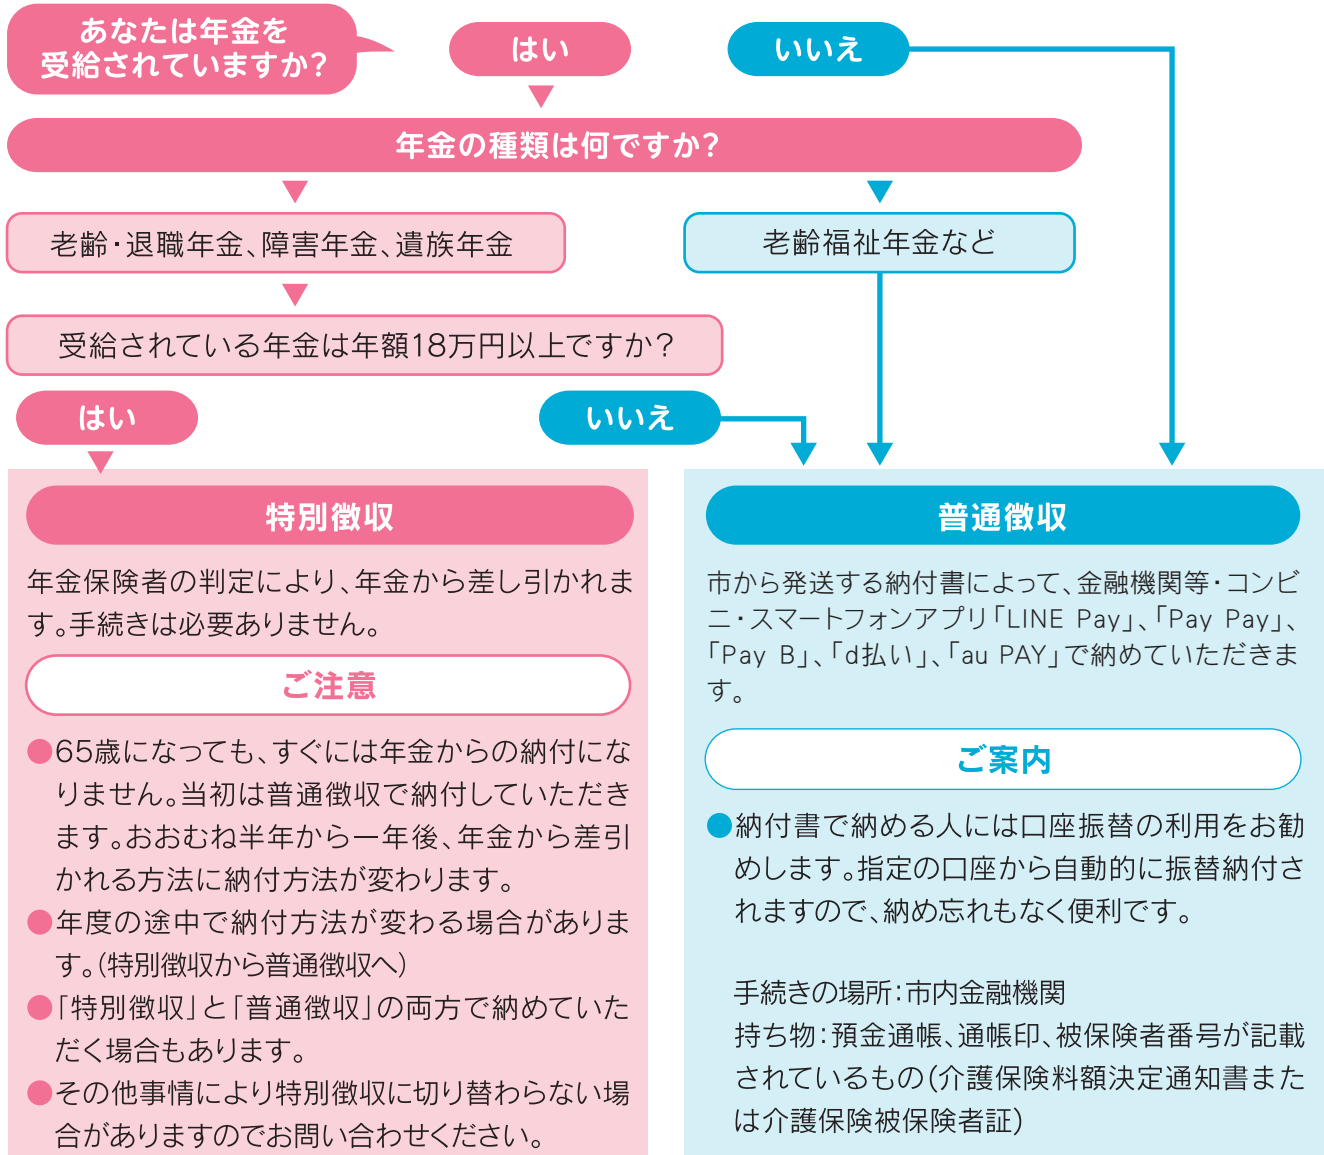 あなたは年金を
受給されていますか?
はい
いいえ
年金の種類は何ですか?
老齢・退職年金、障害年金、遺族年金
老齢福祉年金など
受給されている年金は年額18万円以上ですか?
はい
いいえ
特別徴収
年金保険者の判定により、年金から差し引かれま
す。手続きは必要ありません。
ご注意
●65歳になっても、すぐには年金からの納付にな
りません。当初は普通徴収で納付していただき
ます。おおむね半年から一年後、年金から差引
かれる方法に納付方法が変わります。
●年度の途中で納付方法が変わる場合がありま
す。(特別徴収から普通徴収へ)
●「特別徴収」と「普通徴収」の両方で納めていた
だく場合もあります。
●その他事情により特別徴収に切り替わらない場
合がありますのでお問い合わせください。
普通徴収
市から発送する納付書によって、金融機関等・コンビ
ニ・スマートフォンアプリ「LINE Pay」、「Pay Pay」、
「Pay B」、「d払い」、「au PAY」で納めていただきま
す。
ご案内
●納付書で納める人には口座振替の利用をお勧
めします。指定の口座から自動的に振替納付さ
れますので、納め忘れもなく便利です。
手続きの場所:市内金融機関
持ち物:預金通帳、通帳印、被保険者番号が記載
されているもの(介護保険料額決定通知書また
は介護保険被保険者証)